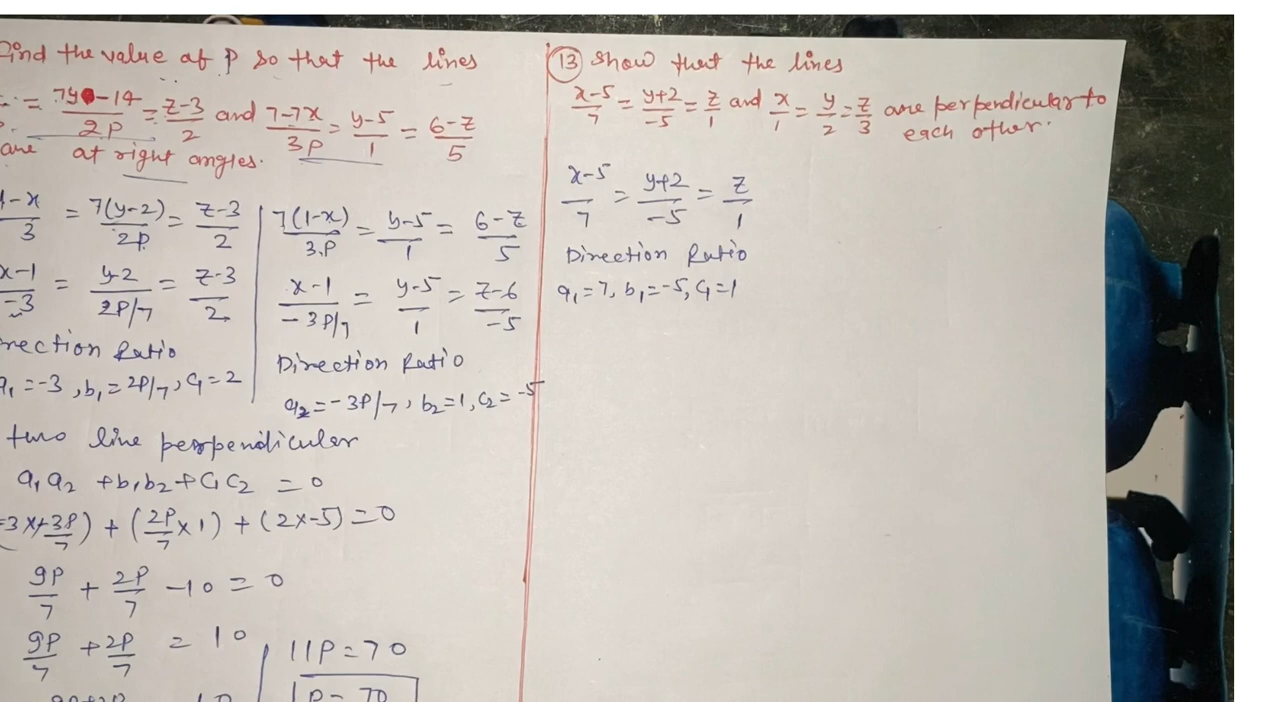 Find the value of P so that the lines
= 7y-14/2P = z-3/2 and 7-7x/3P = y-5/1 = 6-z/5
are at right angles.
1-x/3 = 7(y-2)/2P = z-3/2
x-1/-3 = y-2/2P/7 = z-3/2
rection Ratio
a₁=-3, b₁=2P/7, C₁=2
7(1-x)/3.P = y-5/1 = 6-z/5
x-1/-3P/7 = y-5/1 = z-6/-5
Direction Ratio
a₂=-3P/7, b₂=1, C₂=-5
two line perpendicular
a₁a₂ + b₁b₂ + C₁C₂ = 0
-3x+-3P/7) + (2P/7 x 1) + (2x-5) = 0
9P/7 + 2P/7 -10 = 0
9P/7 + 2P/7 = 10
11P=70
P = 70
(13) Show that the lines
x-5/7 = y+2/-5 = z/1 and x/1 = y/2 = z/3 are perpendicular to
each other.
x-5/7 = y+2/-5 = z/1
Direction Ratio
a₁=7, b₁=-5, C₁=1